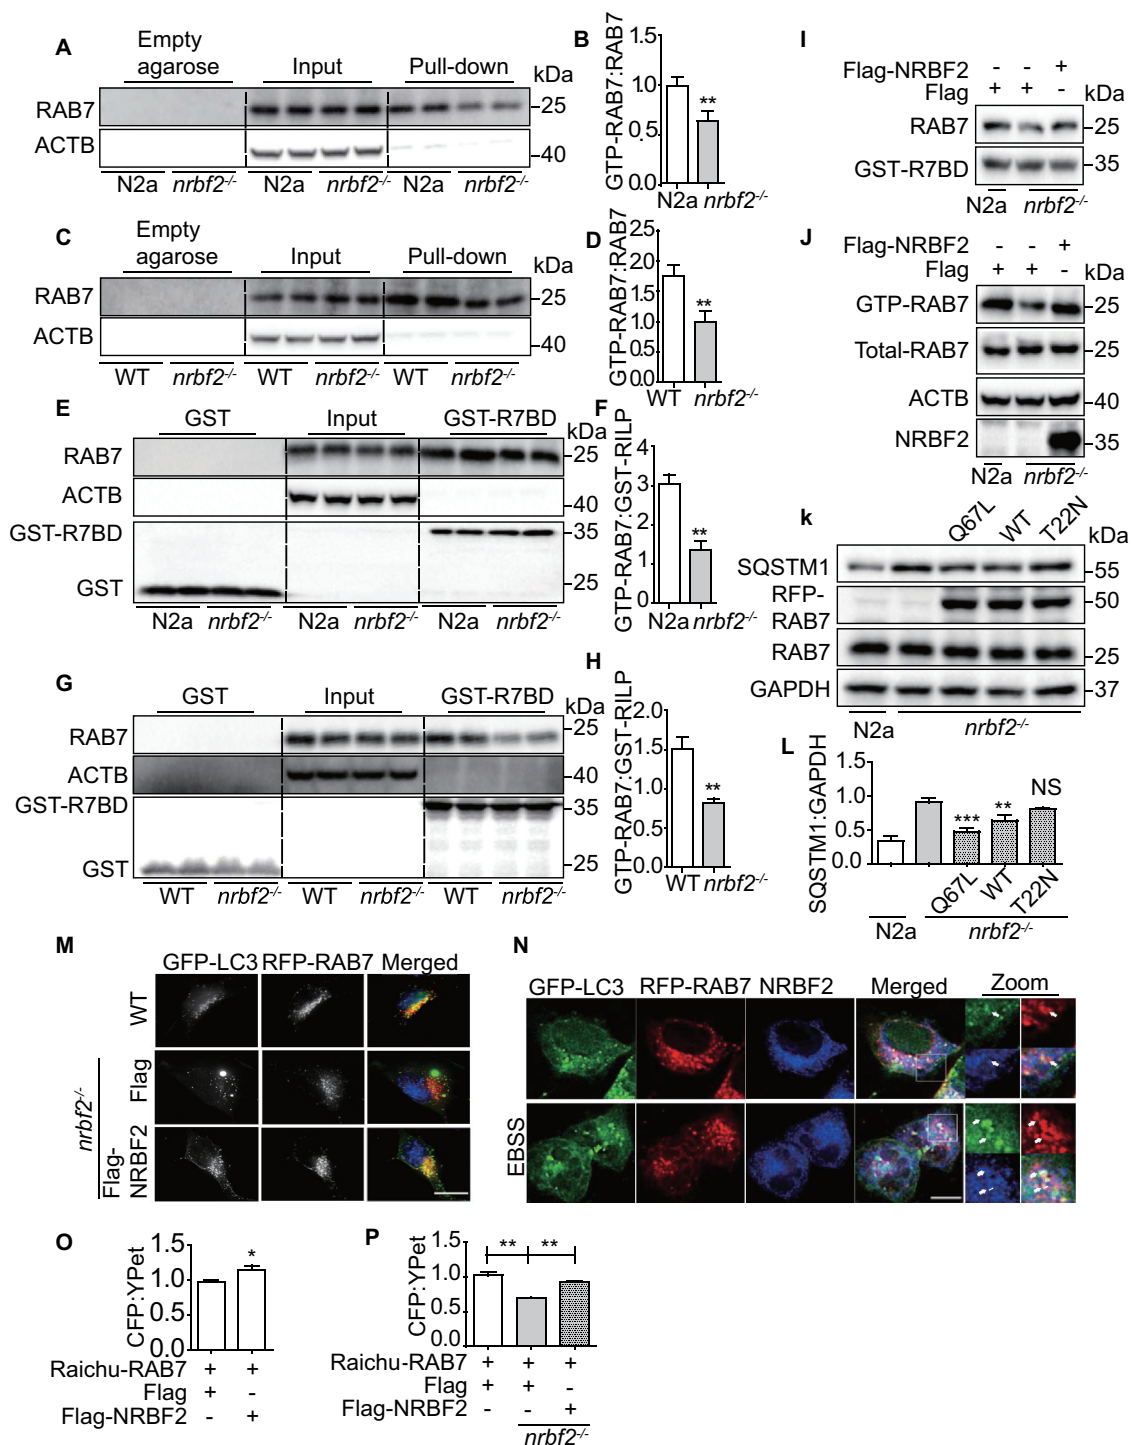 A
Empty agarose
Input
Pull-down
kDa
RAB7
25
ACTB
40
N2a nrbf2-/- N2a nrbf2-/- N2a nrbf2-/-
B
GTP-RAB7:RAB7
1.5
1.0
0.5
0.0
**
N2a nrbf2-/-
C
Empty agarose
Input
Pull-down
kDa
RAB7
25
ACTB
40
WT nrbf2-/- WT nrbf2-/- WT nrbf2-/-
D
GTP-RAB7:RAB7
25
20
1.5
1.0
0.5
0.0
**
WT nrbf2-/-
E
GST
Input
GST-R7BD
kDa
RAB7
25
ACTB
40
GST-R7BD
35
GST
25
N2a nrbf2-/- N2a nrbf2-/- N2a nrbf2-/-
F
GTP-RAB7:GST-RILP
4
3
2
1
0
**
N2a nrbf2-/-
G
GST
Input
GST-R7BD
kDa
RAB7
25
ACTB
40
GST-R7BD
35
GST
25
WT nrbf2-/- WT nrbf2-/- WT nrbf2-/-
H
GTP-RAB7:GST-RILP
2.0
1.5
1.0
0.5
0.0
**
WT nrbf2-/-
I
Flag-NRBF2 - - +
Flag + + -
kDa
RAB7
25
GST-R7BD
35
N2a nrbf2-/-
J
Flag-NRBF2 - - +
Flag + + -
kDa
GTP-RAB7
25
Total-RAB7
25
ACTB
40
NRBF2
35
N2a nrbf2-/-
k
Q67L WT T22N
kDa
SQSTM1
55
RFP-RAB7
50
RAB7
25
GAPDH
37
N2a nrbf2-/-
L
SQSTM1:GAPDH
1.5
1.0
0.5
0.0
*** ** NS
Q67L WT T22N
N2a nrbf2-/-
M
GFP-LC3 RFP-RAB7 Merged
WT
nrbf2-/-
Flag
Flag-NRBF2
N
GFP-LC3 RFP-RAB7 NRBF2 Merged Zoom
EBSS
O
CFP:YPet
1.5
1.0
0.5
0.0
*
Raichu-RAB7 + +
Flag + -
Flag-NRBF2 - +
P
CFP:YPet
1.5
1.0
0.5
0.0
** **
Raichu-RAB7 + + +
Flag + + -
Flag-NRBF2 - - +
nrbf2-/-